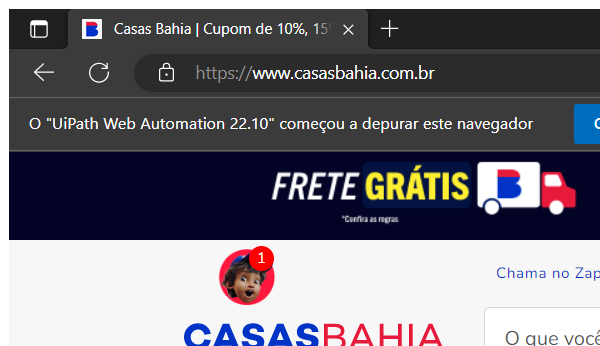 Casas Bahia | Cupom de 10%, 15
https://www.casasbahia.com.br
O "UiPath Web Automation 22.10" começou a depurar este navegador
FRETE GRÁTIS
B
*Confira as regras
1
Chama no Zap
CASASBAHIA
O que você